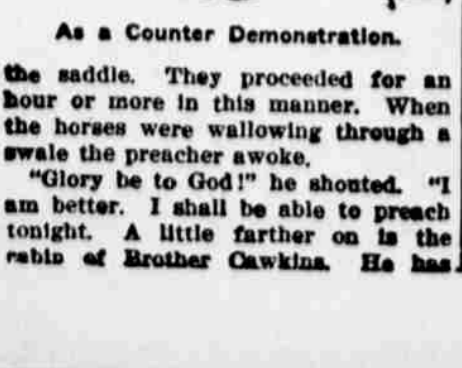 As a Counter Demonstration.
the saddle. They proceeded for an
hour or more in this manner. When
the horses were wallowing through a
swale the preacher awoke.
"Glory be to God!" he shouted. "I
am better. I shall be able to preach
tonight. A little farther on is the
cabin of Brother Cawkins. He has